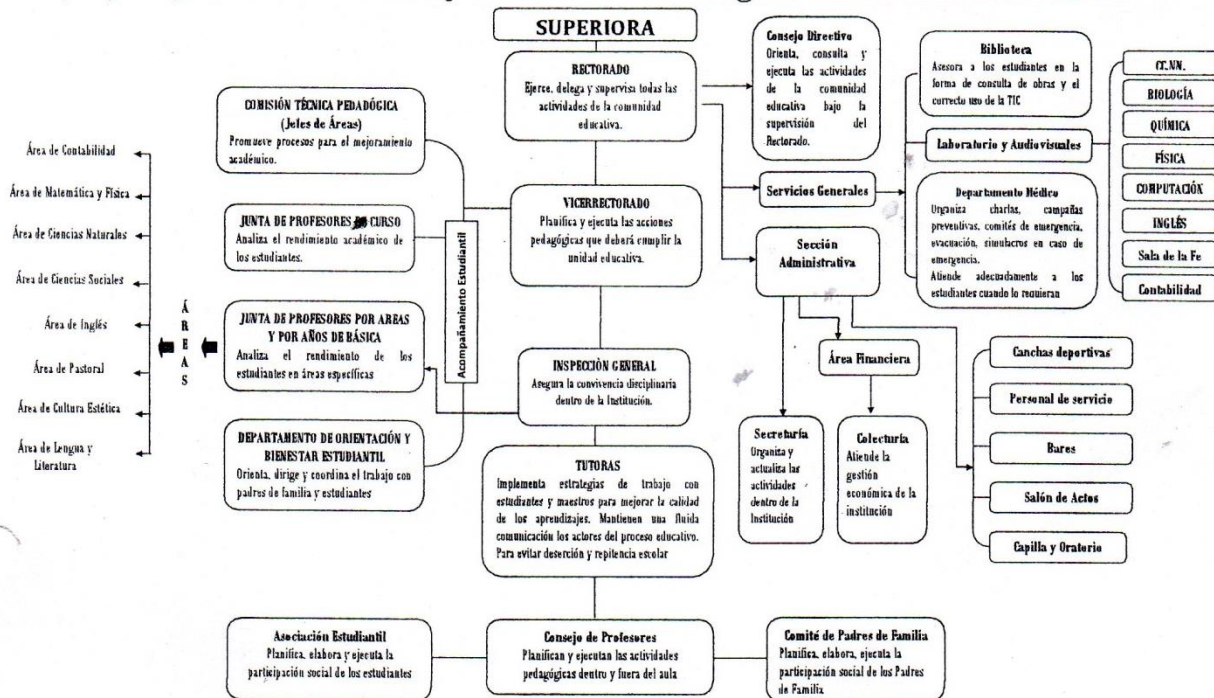 SUPERIORA
RECTORADO
Ejerce, delega y supervisa todas las
actividades de la comunidad
educativa.
Consejo Directivo
Orienta, consulta y
ejecuta las actividades
de la comunidad
educativa bajo la
supervisión del
Rectorado.
Biblioteca
Asesora a los estudiantes en la
forma de consulta de obras y el
correcto uso de la TIC
Laboratorio y Audiovisuales
Servicios Generales
Departamento Médico
Organiza charlas, campañas
preventivas, comités de emergencia,
evacuación, simulacros en caso de
emergencia.
Atiende adecuadamente a los
estudiantes cuando lo requieran
CC.NN.
BIOLOGÍA
QUÍMICA
FÍSICA
COMPUTACIÓN
INGLÉS
Sala de la Fe
Contabilidad
COMISIÓN TÉCNICA PEDAGÓGICA
(Jefes de Áreas)
Promueve procesos para el mejoramiento
académico.
VICERRECTORADO
Planifica y ejecuta las acciones
pedagógicas que deberá cumplir la
unidad educativa.
JUNTA DE PROFESORES CURSO
Analiza el rendimiento académico de
los estudiantes.
Acompañamiento Estudiantil
JUNTA DE PROFESORES POR AREAS
Y POR AÑOS DE BÁSICA
Analiza el rendimiento de los
estudiantes en áreas específicas
DEPARTAMENTO DE ORIENTACIÓN Y
BIENESTAR ESTUDIANTIL
Orienta, dirige y coordina el trabajo con
padres de familia y estudiantes
ÁREAS
Área de Contabilidad
Área de Matemática y Física
Área de Ciencias Naturales
Área de Ciencias Sociales
Área de Inglés
Área de Pastoral
Área de Cultura Estética
Área de Lengua y
Literatura
INSPECCIÓN GENERAL
Asegura la convivencia disciplinaria
dentro de la Institución.
Sección
Administrativa
Área Financiera
Secretaría
Organiza y
actualiza las
actividades
dentro de la
Institución
Colecturía
Atiende la
gestión
económica de la
institución
Canchas deportivas
Personal de servicio
Bares
Salón de Actos
Capilla y Oratorio
TUTORAS
Implementa estrategias de trabajo con
estudiantes y maestros para mejorar la calidad
de los aprendizajes. Mantienen una fluida
comunicación los actores del proceso educativo.
Para evitar deserción y repitencia escolar
Asociación Estudiantil
Planifica, elabora y ejecuta la
participación social de los estudiantes
Consejo de Profesores
Planifican y ejecutan las actividades
pedagógicas dentro y fuera del aula
Comité de Padres de Familia
Planifica, elabora, ejecuta la
participación social de los Padres
de Familia